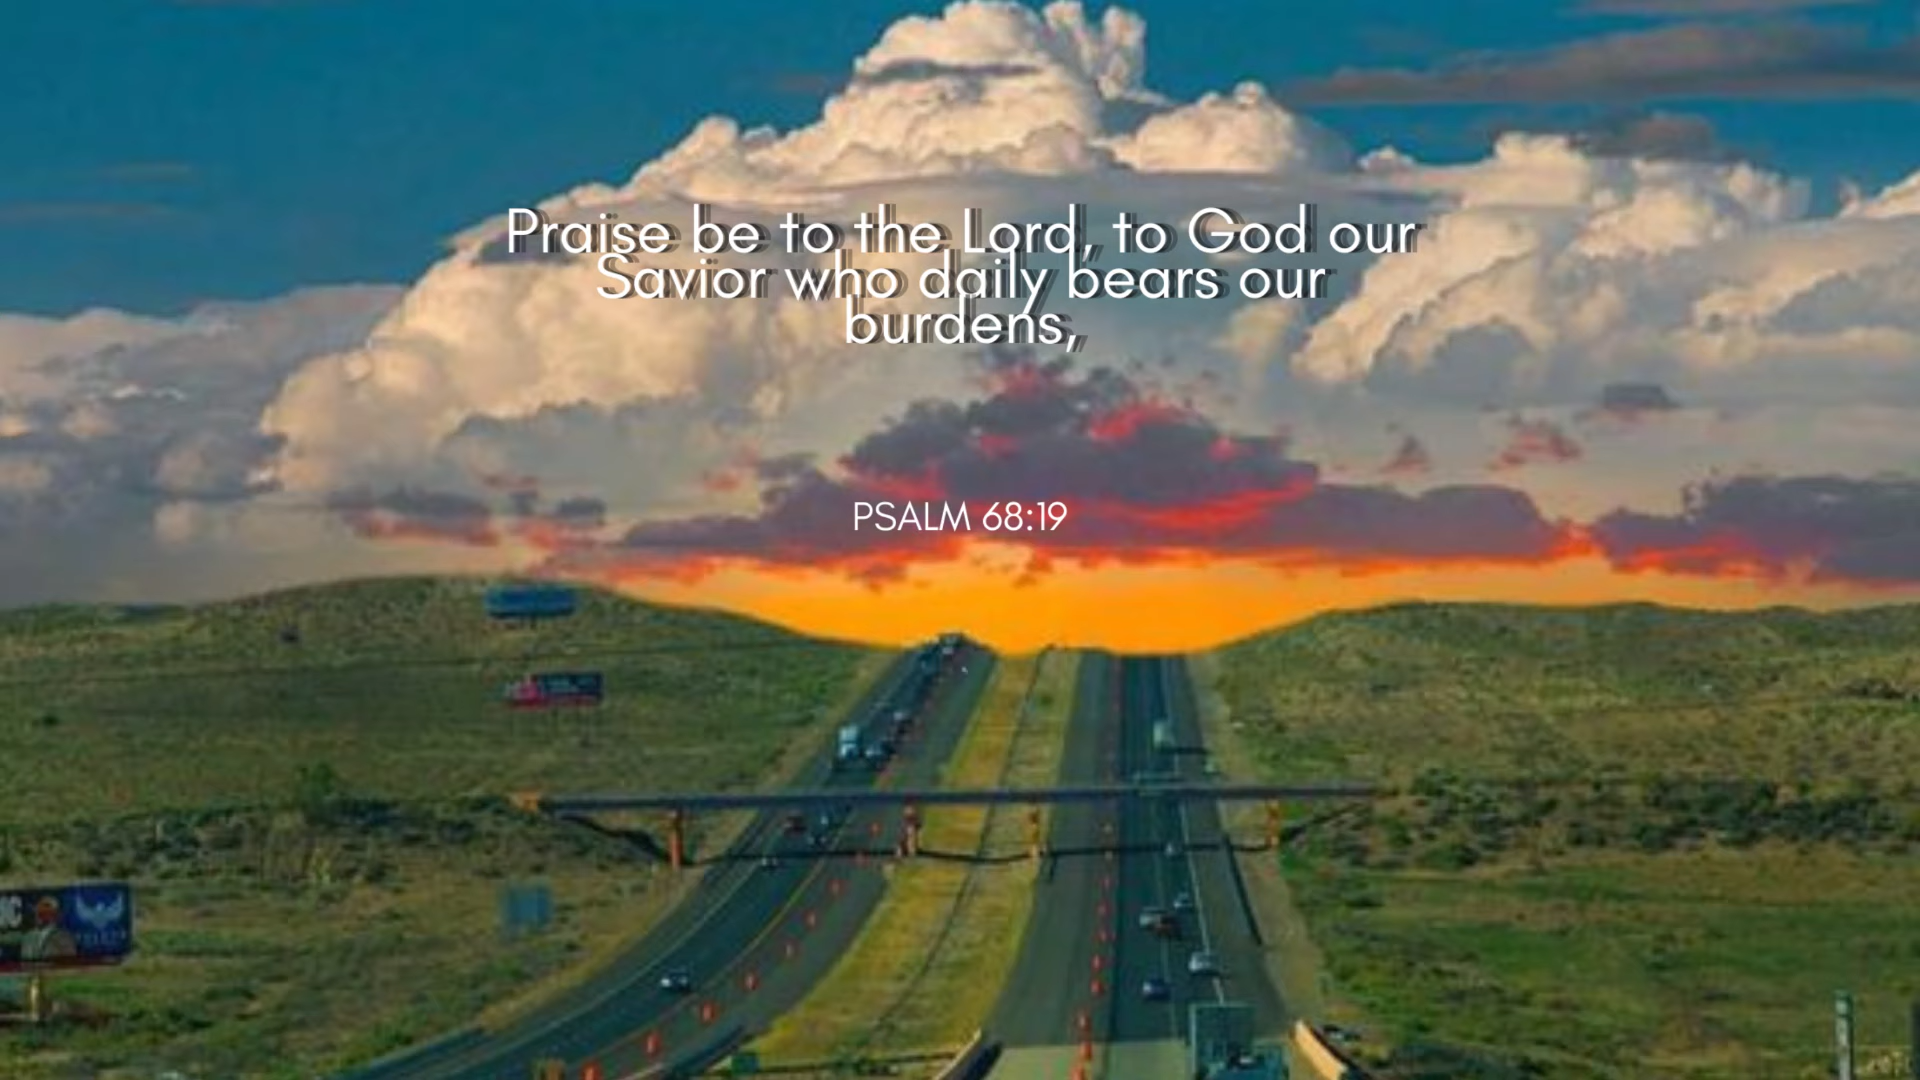 Praise be to the Lord, to God our
Savior who daily bears our
burdens,
PSALM 68:19